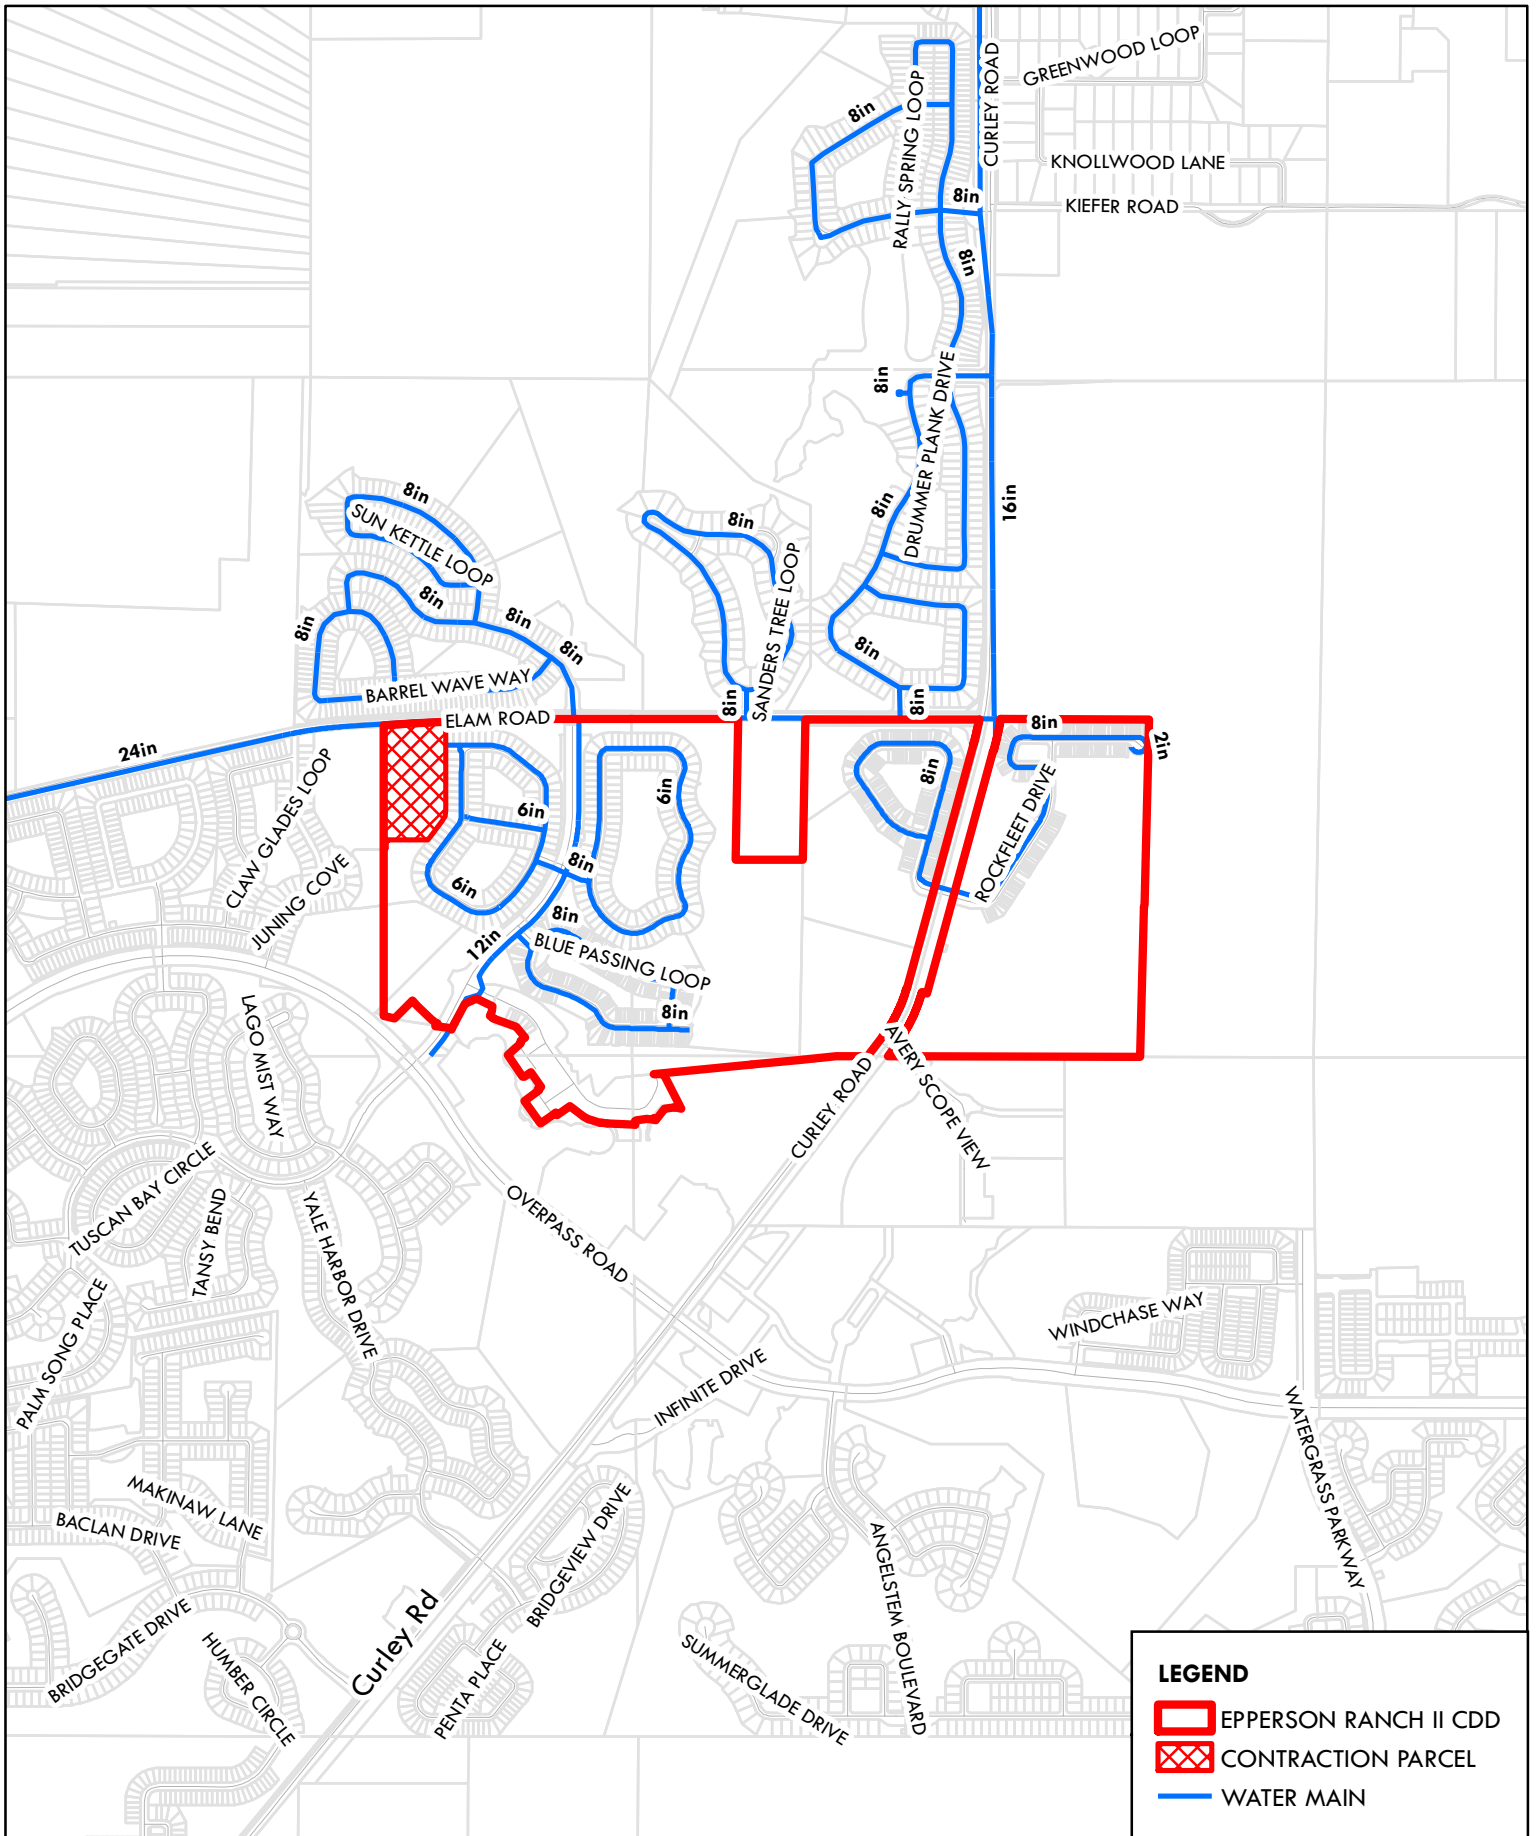 GREENWOOD LOOP
CURLEY ROAD
8in
RALLY SPRING LOOP
KNOLLWOOD LANE
8in
KIEFER ROAD
8in
8in
DRUMMER PLANK DRIVE
8in
16in
8in
SUN KETTLE LOOP
8in
8in
SANDERS TREE LOOP
8in
8in
8in
8in
8in
BARREL WAVE WAY
8in
8in
ELAM ROAD
8in
2in
24in
CLAW GLADES LOOP
6in
6in
8in
ROCKFLEET DRIVE
JUNING COVE
8in
6in
8in
12in
BLUE PASSING LOOP
8in
LAGO MIST WAY
AVERY SCOPE VIEW
CURLEY ROAD
TUSCAN BAY CIRCLE
TANSY BEND
YALE HARBOR DRIVE
OVERPASS ROAD
PALM SONG PLACE
WINDCHASE WAY
INFINITE DRIVE
WATERGRASS PARKWAY
MAKINAW LANE
BACLAN DRIVE
BRIDGEVIEW DRIVE
ANGELSTEM BOULEVARD
BRIDGEGATE DRIVE
HUMBER CIRCLE
Curley Rd
PENTA PLACE
SUMMERGLADE DRIVE
LEGEND
EPPERSON RANCH II CDD
CONTRACTION PARCEL
WATER MAIN